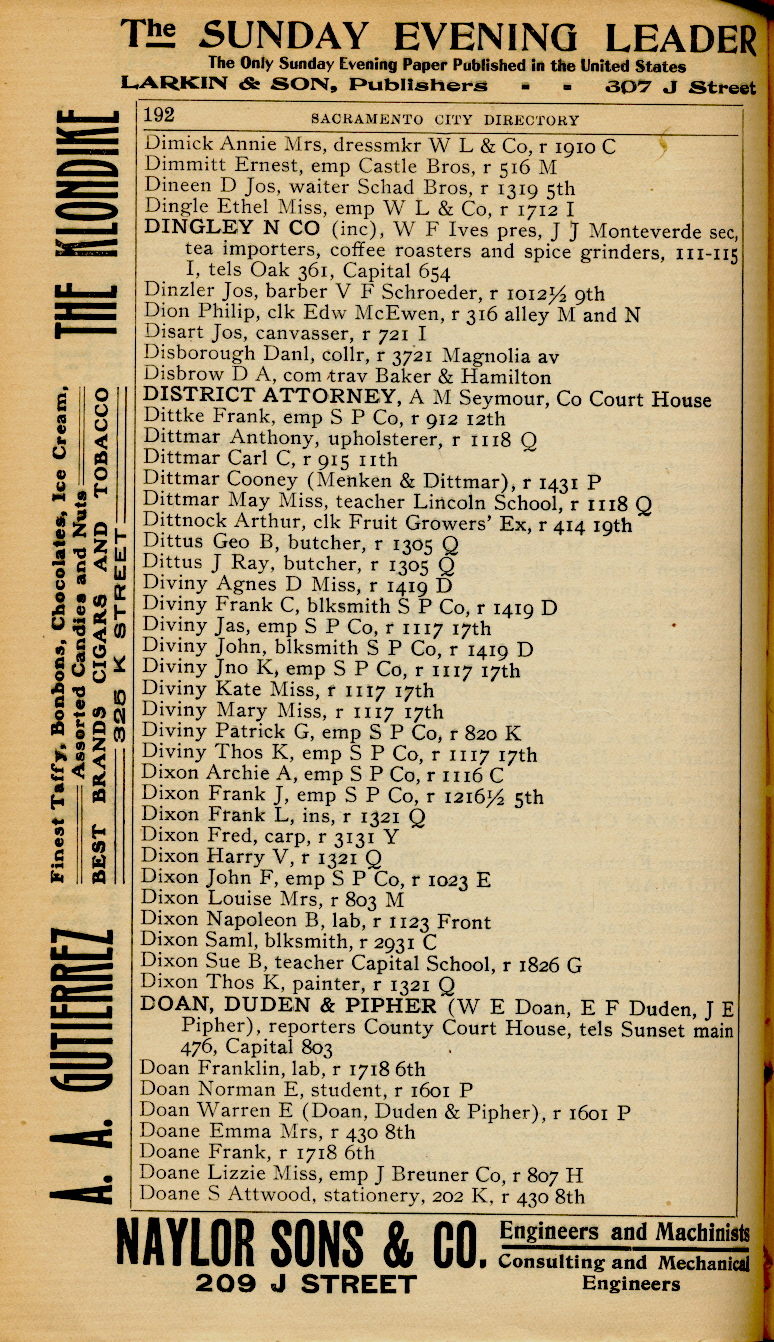 The SUNDAY EVENING LEADER
The Only Sunday Evening Paper Published in the United States
LARKIN & SON, Publishers - - 307 J Street
192 SACRAMENTO CITY DIRECTORY
Dimick Annie Mrs, dressmkr W L & Co, r 1910 C
Dimmitt Ernest, emp Castle Bros, r 516 M
Dineen D Jos, waiter Schad Bros, r 1319 5th
Dingle Ethel Miss, emp W L & Co, r 1712 I
DINGLEY N CO (inc), W F Ives pres, J J Monteverde sec,
tea importers, coffee roasters and spice grinders, 111-115
I, tels Oak 361, Capital 654
Dinzler Jos, barber V F Schroeder, r 1012½ 9th
Dion Philip, clk Edw McEwen, r 316 alley M and N
Disart Jos, canvasser, r 721 I
Disborough Danl, collr, r 3721 Magnolia av
Disbrow D A, com trav Baker & Hamilton
DISTRICT ATTORNEY, A M Seymour, Co Court House
Dittke Frank, emp S P Co, r 912 12th
Dittmar Anthony, upholsterer, r 1118 Q
Dittmar Carl C, r 915 11th
Dittmar Cooney (Menken & Dittmar), r 1431 P
Dittmar May Miss, teacher Lincoln School, r 1118 Q
Dittnock Arthur, clk Fruit Growers' Ex, r 414 19th
Dittus Geo B, butcher, r 1305 Q
Dittus J Ray, butcher, r 1305 Q
Diviny Agnes D Miss, r 1419 D
Diviny Frank C, blksmith S P Co, r 1419 D
Diviny Jas, emp S P Co, r 1117 17th
Diviny John, blksmith S P Co, r 1419 D
Diviny Jno K, emp S P Co, r 1117 17th
Diviny Kate Miss, r 1117 17th
Diviny Mary Miss, r 1117 17th
Diviny Patrick G, emp S P Co, r 820 K
Diviny Thos K, emp S P Co, r 1117 17th
Dixon Archie A, emp S P Co, r 1116 C
Dixon Frank J, emp S P Co, r 1216½ 5th
Dixon Frank L, ins, r 1321 Q
Dixon Fred, carp, r 3131 Y
Dixon Harry V, r 1321 Q
Dixon John F, emp S P Co, r 1023 E
Dixon Louise Mrs, r 803 M
Dixon Napoleon B, lab, r 1123 Front
Dixon Saml, blksmith, r 2931 C
Dixon Sue B, teacher Capital School, r 1826 G
Dixon Thos K, painter, r 1321 Q
DOAN, DUDEN & PIPHER (W E Doan, E F Duden, J E
Pipher), reporters County Court House, tels Sunset main
476, Capital 803
Doan Franklin, lab, r 1718 6th
Doan Norman E, student, r 1601 P
Doan Warren E (Doan, Duden & Pipher), r 1601 P
Doane Emma Mrs, r 430 8th
Doane Frank, r 1718 6th
Doane Lizzie Miss, emp J Breuner Co, r 807 H
Doane S Attwood, stationery, 202 K, r 430 8th
A. A. GUTIERREZ THE KLONDIKE
Finest Taffy, Bonbons, Chocolates, Ice Cream,
Assorted Candies and Nuts
BEST BRANDS CIGARS AND TOBACCO
325 K STREET
NAYLOR SONS & CO.
209 J STREET
Engineers and Machinists
Consulting and Mechanical
Engineers